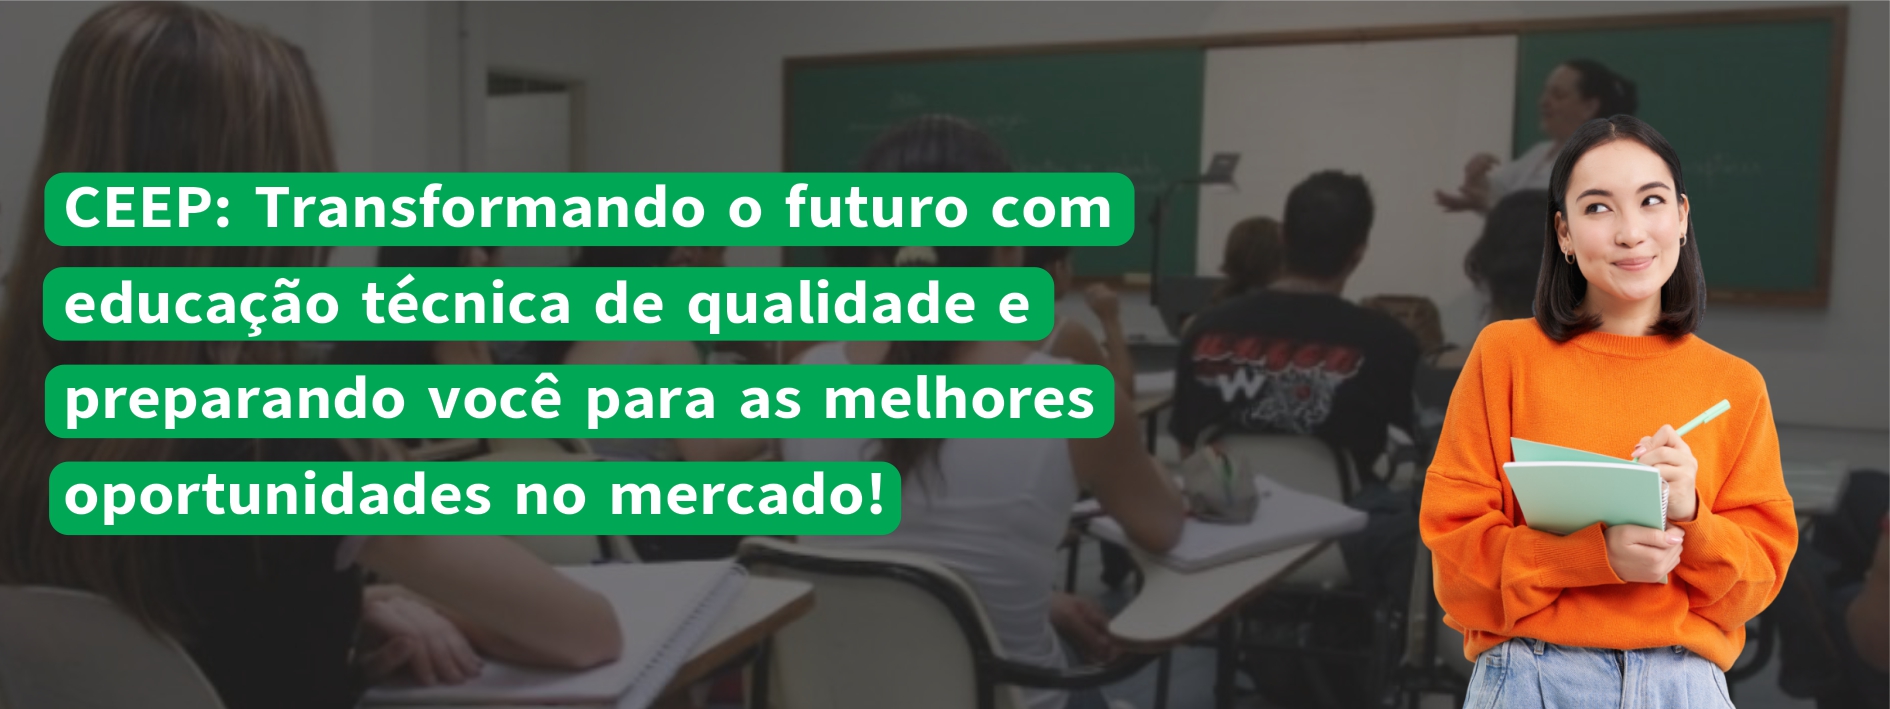 CEEP: Transformando o futuro com
educação técnica de qualidade e
preparando você para as melhores
oportunidades no mercado!